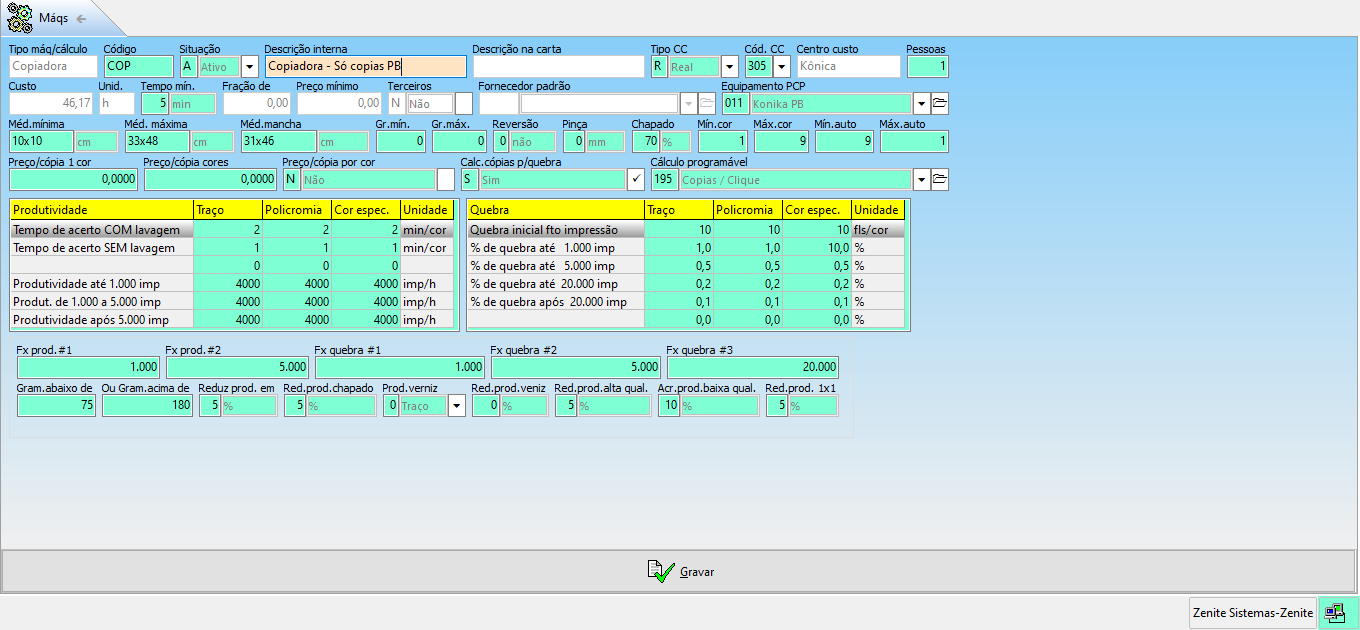 Máqs
Tipo máq/cálculo Código Situação Descrição interna Descrição na carta Tipo CC Cód. CC Centro custo Pessoas
Copiadora COP A Ativo Copiadora - Só copias PB R Real 305 Kônica 1
Custo Unid. Tempo mín. Fração de Preço mínimo Terceiros Fornecedor padrão Equipamento PCP
46,17 h 5 min 0,00 0,00 N Não 011 Konika PB
Méd.mínima Méd. máxima Méd.mancha Gr.mín. Gr.máx. Reversão Pinça Chapado Mín.cor Máx.cor Mín.auto Máx.auto
10x10 cm 33x48 cm 31x46 cm 0 0 0 não 0 mm 70 % 1 9 9 1
Preço/cópia 1 cor Preço/cópia cores Preço/cópia por cor Calc.cópias p/quebra Cálculo programável
0,0000 0,0000 N Não S Sim 195 Copias / Clique
Produtividade Traço Policromia Cor espec. Unidade Quebra Traço Policromia Cor espec. Unidade
Tempo de acerto COM lavagem 2 2 2 min/cor Quebra inicial fto impressão 10 10 10 fls/cor
Tempo de acerto SEM lavagem 1 1 1 min/cor % de quebra até 1.000 imp 1,0 1,0 10,0 %
0 0 0 % de quebra até 5.000 imp 0,5 0,5 0,5 %
Produtividade até 1.000 imp 4000 4000 4000 imp/h % de quebra até 20.000 imp 0,2 0,2 0,2 %
Produt. de 1.000 a 5.000 imp 4000 4000 4000 imp/h % de quebra após 20.000 imp 0,1 0,1 0,1 %
Produtividade após 5.000 imp 4000 4000 4000 imp/h 0,0 0,0 0,0 %
Fx prod.#1 Fx prod.#2 Fx quebra #1 Fx quebra #2 Fx quebra #3
1.000 5.000 1.000 5.000 20.000
Gram.abaixo de Ou Gram.acima de Reduz prod. em Red.prod.chapado Prod.verniz Red.prod.veniz Red.prod.alta qual. Acr.prod.baixa qual. Red.prod. 1x1
75 180 5 % 5 % 0 Traço 0 % 5 % 10 % 5 %
Gravar
Zenite Sistemas-Zenite